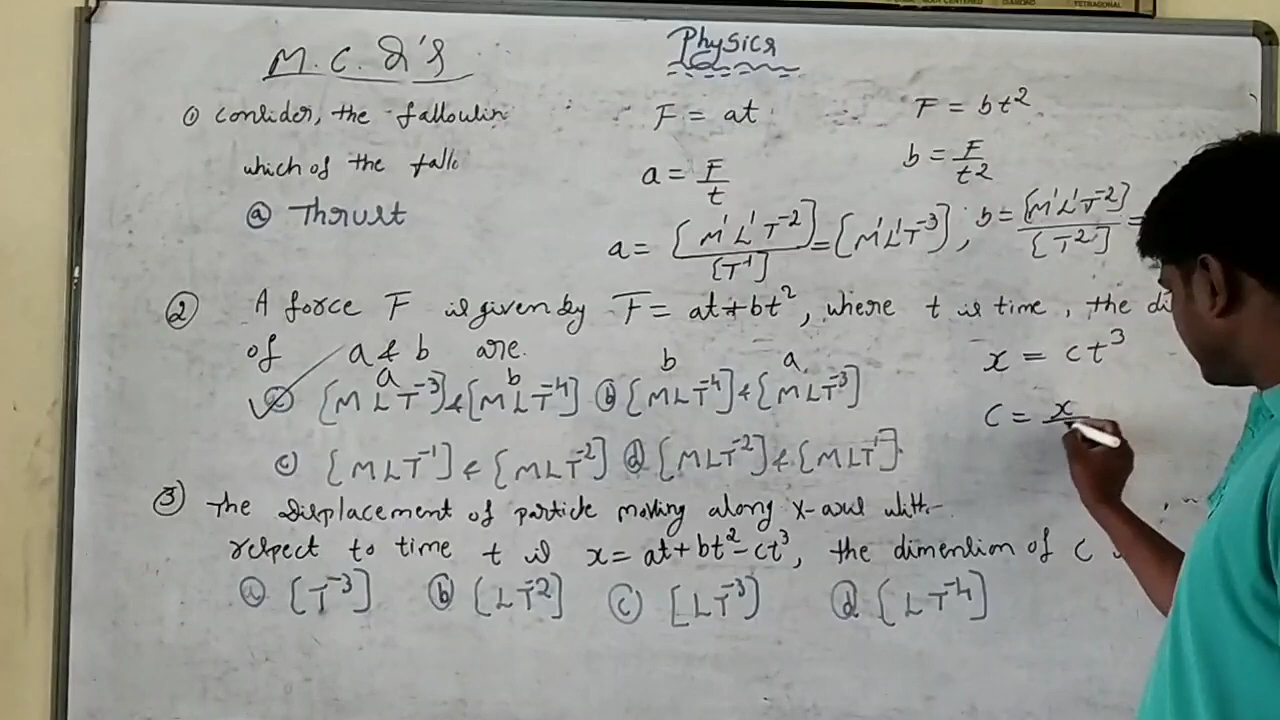 TETRAGONAL
M.C.Q's
Physics
① Consider, the fallouin
which of the fall
ⓐ Thrust
F = at
F = bt²
a = F/t
b = F/t²
a = [M¹L¹T⁻²]/[T¹] = [M¹L¹T⁻³], b = [M¹L¹T⁻²]/[T²] =
② A force F is given by F = at+bt², where t is time, the di
of a & b are.
a b b a
ⓐ [MLT⁻³] & [MLT⁻⁴] ⓑ [MLT⁻⁴] & [MLT⁻³]
ⓒ [MLT⁻¹] & [MLT⁻²] ⓓ [MLT⁻²] & [MLT⁻¹].
x = ct³
C = x
③ The Displacement of particle moving along X-axis with
respect to time t is x = at+bt²-ct³, the dimension of C
ⓐ [T⁻³] ⓑ [LT⁻²] ⓒ [LT⁻³] ⓓ [LT⁻⁴]